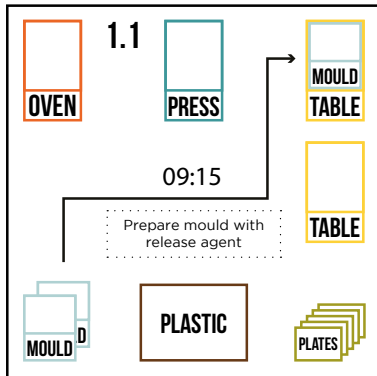 1.1
OVEN
PRESS
MOULD
TABLE
09:15
TABLE
Prepare mould with
release agent
D
MOULD
PLASTIC
PLATES